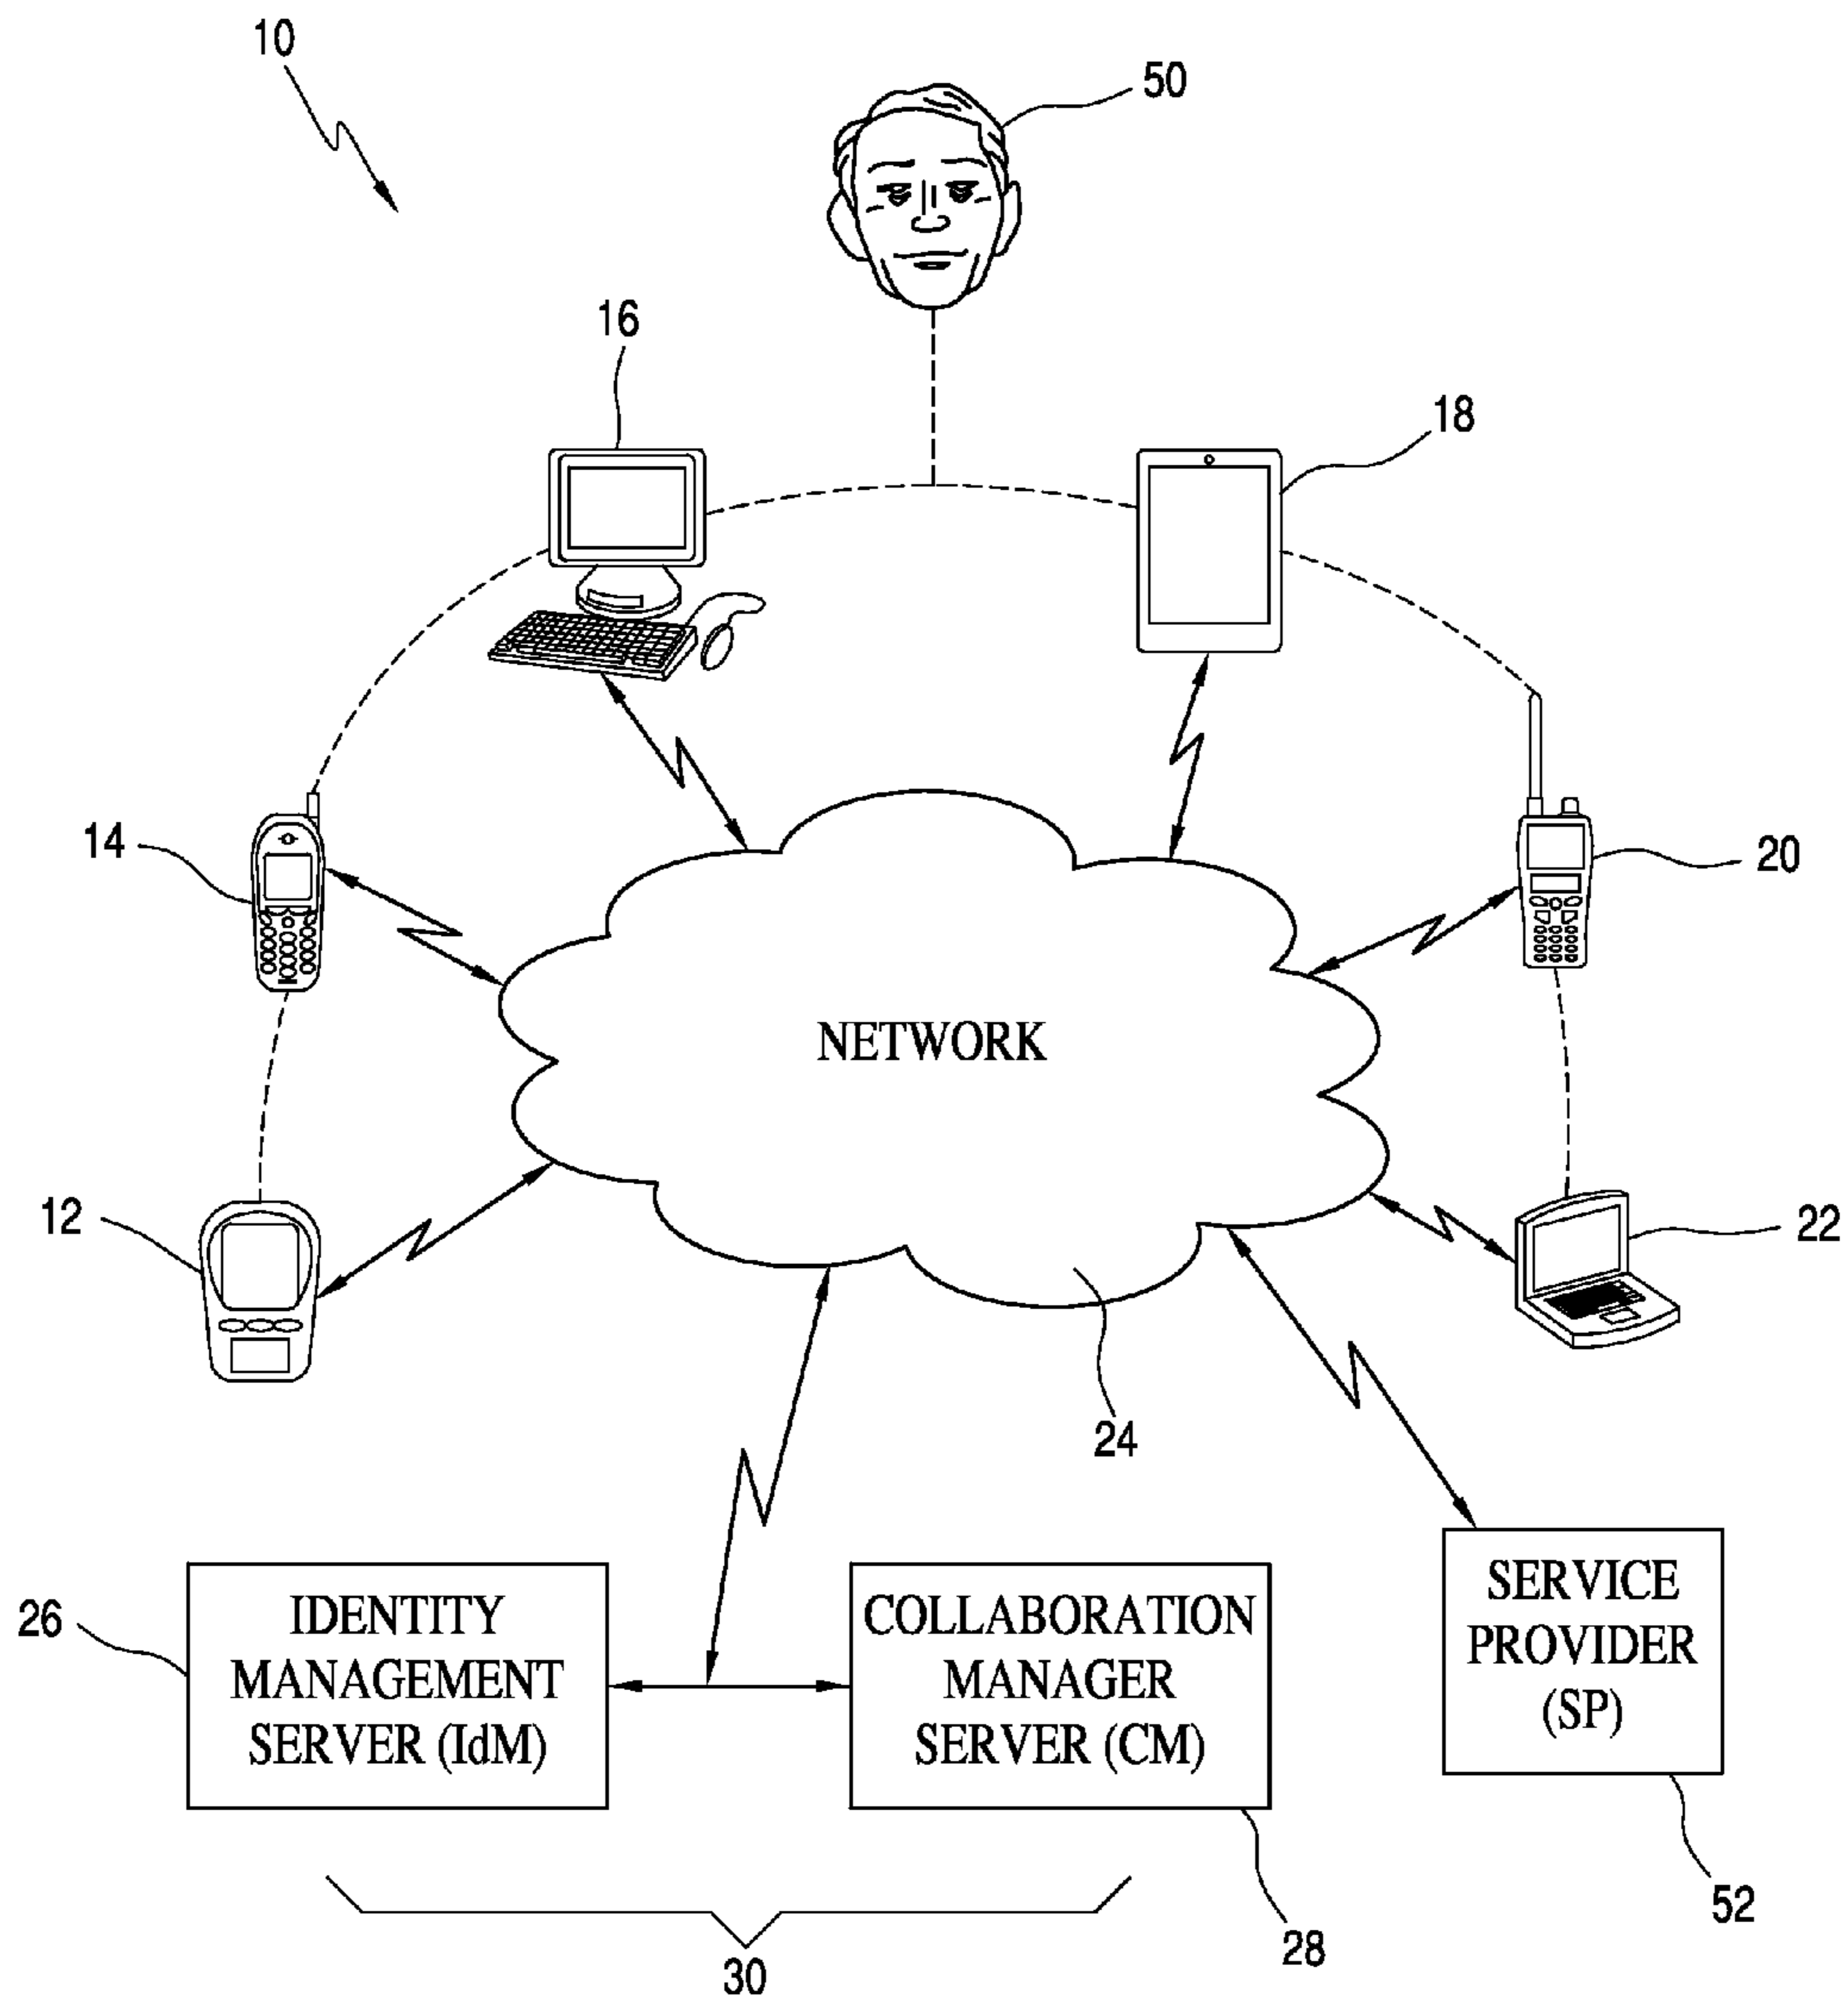 10
50
16
18
14
20
NETWORK
12
22
24
26
IDENTITY
MANAGEMENT
SERVER (IdM)
COLLABORATION
MANAGER
SERVER (CM)
SERVICE
PROVIDER
(SP)
52
28
30